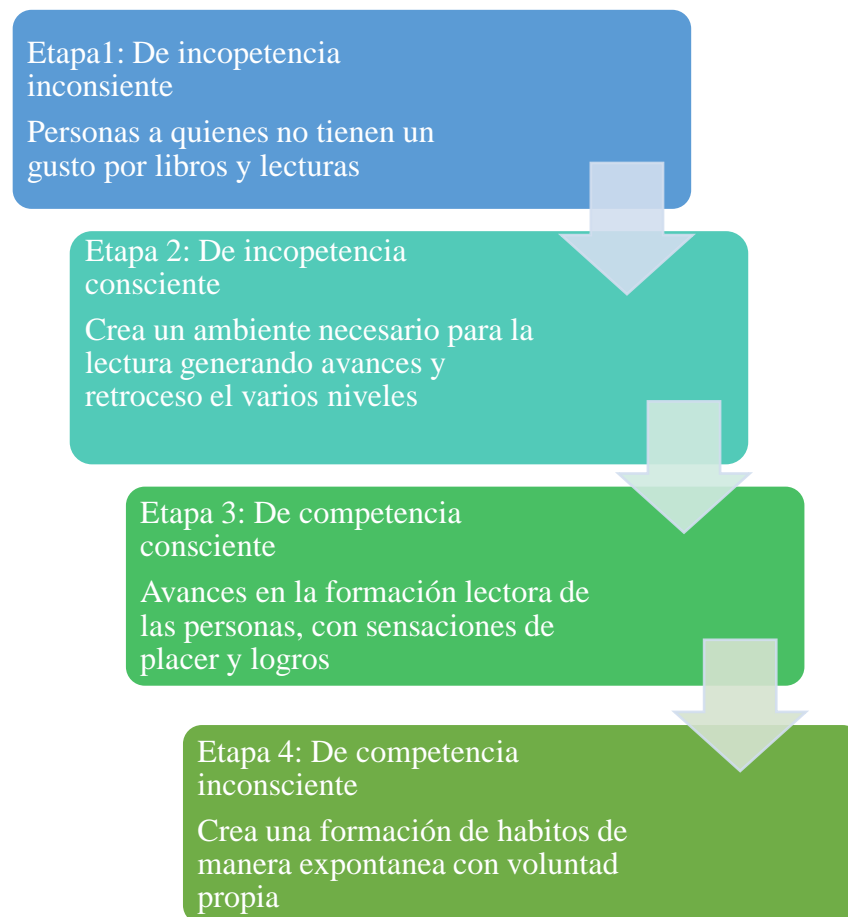 Etapa1: De incopetencia
inconsiente
Personas a quienes no tienen un
gusto por libros y lecturas
Etapa 2: De incopetencia
consciente
Crea un ambiente necesario para la
lectura generando avances y
retroceso el varios niveles
Etapa 3: De competencia
consciente
Avances en la formación lectora de
las personas, con sensaciones de
placer y logros
Etapa 4: De competencia
inconsciente
Crea una formación de habitos de
manera expontanea con voluntad
propia